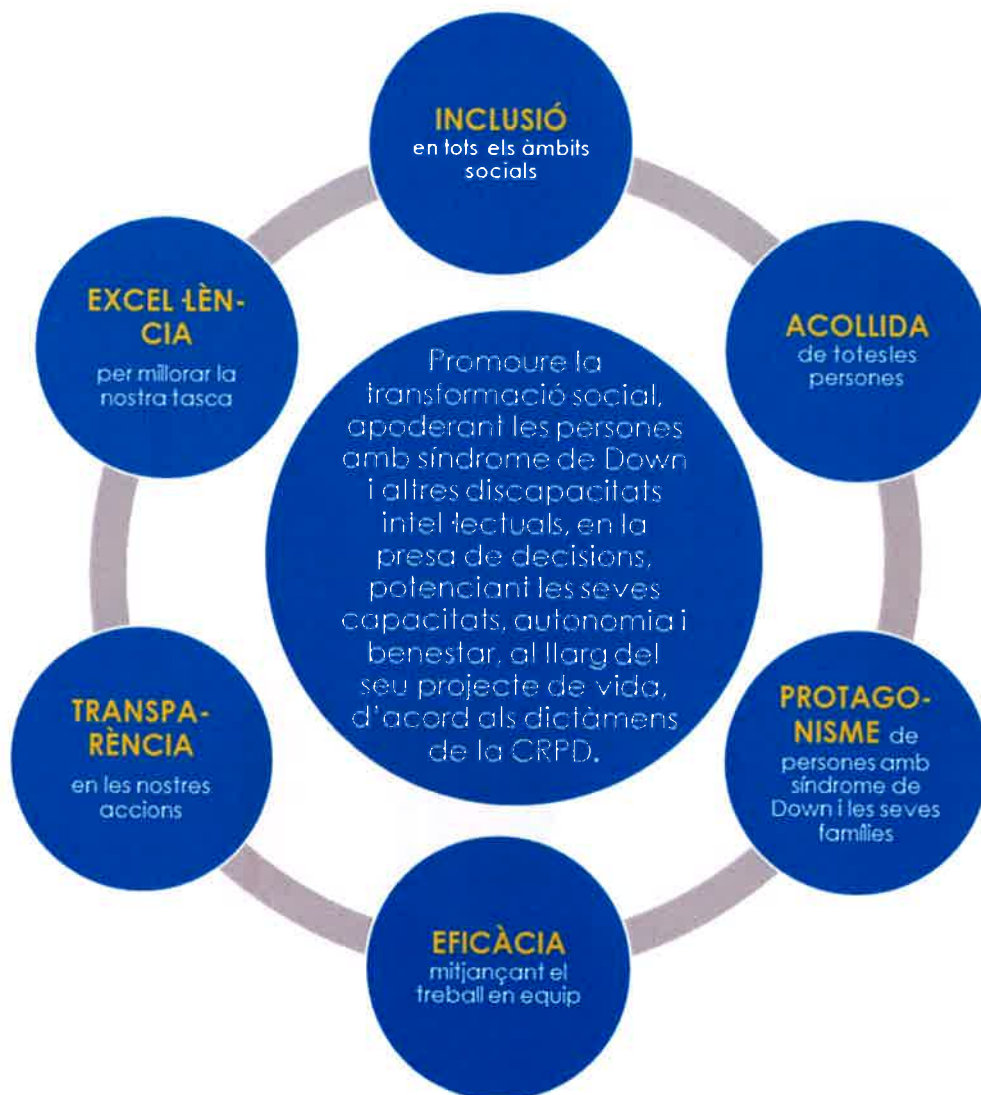 INCLUSIÓ
en tots els àmbits
socials
ACOLLIDA
de totesles
persones
PROTAGO-
NISME de
persones amb
síndrome de
Down i les seves
famílies
EFICÀCIA
mitjançant el
treball en equip
TRANSPA-
RÈNCIA
en les nostres
accions
EXCEL·LÈN-
CIA
per millorar la
nostra tasca
Promoure la
transformació social,
apoderant les persones
amb síndrome de Down
i altres discapacitats
intel·lectuals, en la
presa de decisions,
potenciant les seves
capacitats, autonomia i
benestar, al llarg del
seu projecte de vida,
d'acord als dictàmens
de la CRPD.